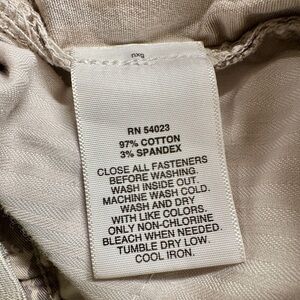 RN 54023
97% COTTON
3% SPANDEX
CLOSE ALL FASTENERS
BEFORE WASHING.
WASH INSIDE OUT.
MACHINE WASH COLD.
WASH AND DRY
WITH LIKE COLORS.
ONLY NON-CHLORINE
BLEACH WHEN NEEDED.
TUMBLE DRY LOW.
COOL IRON.